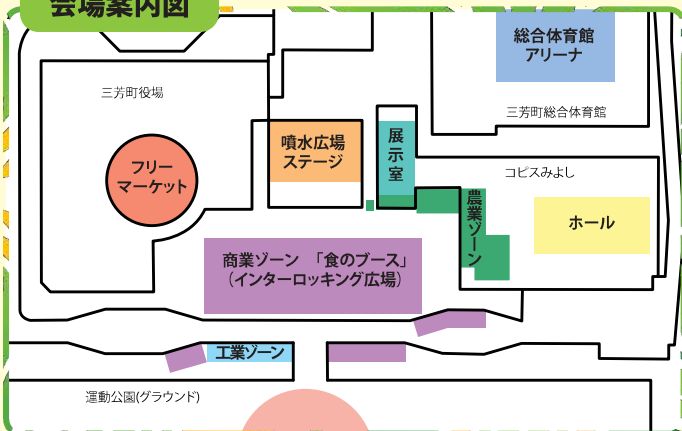 会場案内図
総合体育館
アリーナ
三芳町役場
三芳町総合体育館
噴水広場
ステージ
展示室
フリー
マーケット
コピスみよし
農業ゾーン
ホール
商業ゾーン 「食のブース」
(インターロッキング広場)
工業ゾーン
運動公園(グラウンド)